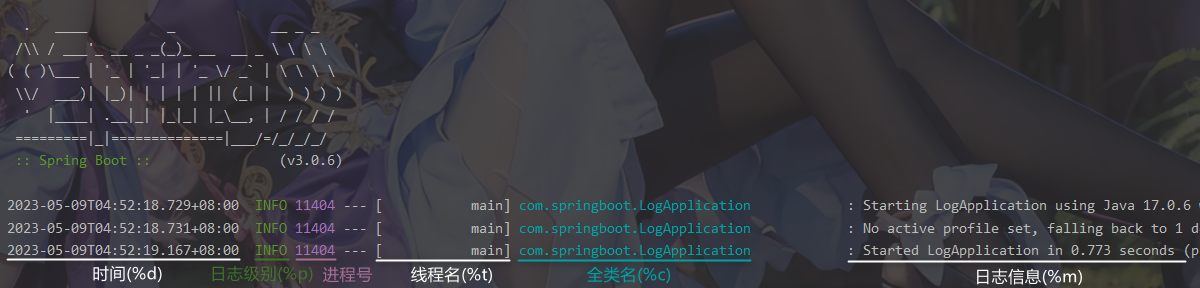 .   ____          _            __ _ _
 /\\ / ___'_ __ _ _(_)_ __  __ _ \ \ \ \
( ( )\___ | '_ | '_| | '_ \/ _` | \ \ \ \
 \\/  ___)| |_)| | | | | || (_| |  ) ) ) )
  '  |____| .__|_| |_|_| |_\__, | / / / /
 =========|_|==============|___/=/_/_/_/
 :: Spring Boot ::                (v3.0.6)
2023-05-09T04:52:18.729+08:00  INFO 11404 --- [           main] com.springboot.LogApplication            : Starting LogApplication using Java 17.0.6
2023-05-09T04:52:18.731+08:00  INFO 11404 --- [           main] com.springboot.LogApplication            : No active profile set, falling back to 1
2023-05-09T04:52:19.167+08:00  INFO 11404 --- [           main] com.springboot.LogApplication            : Started LogApplication in 0.773 seconds (p
时间(%d) 日志级别(%p) 进程号 线程名(%t) 全类名(%c) 日志信息(%m)